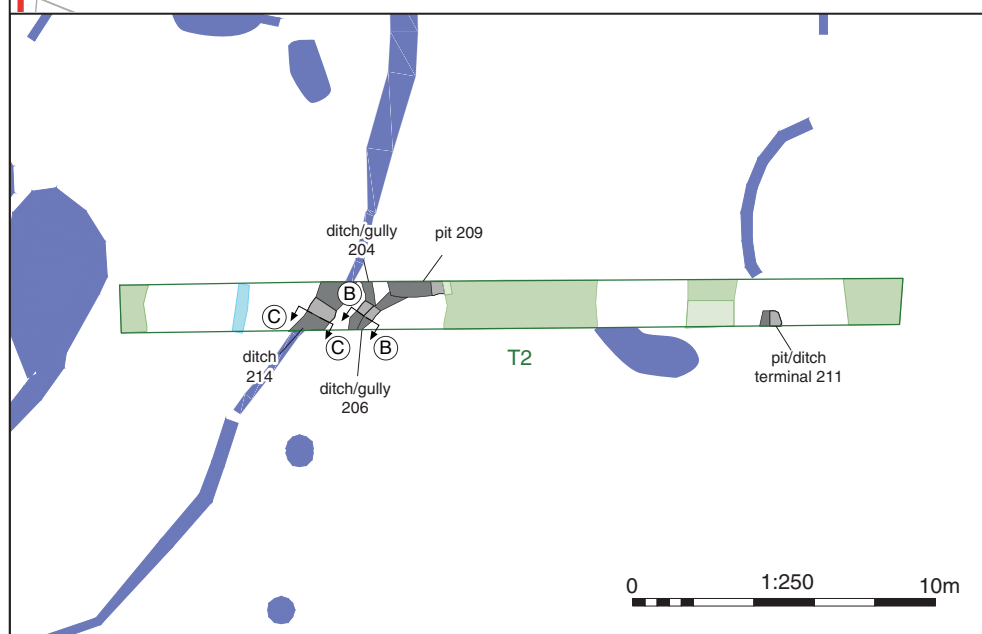 ditch/gully
204
pit 209
B
C
C
B
ditch
214
ditch/gully
206
T2
pit/ditch
terminal 211
0
1:250
10m